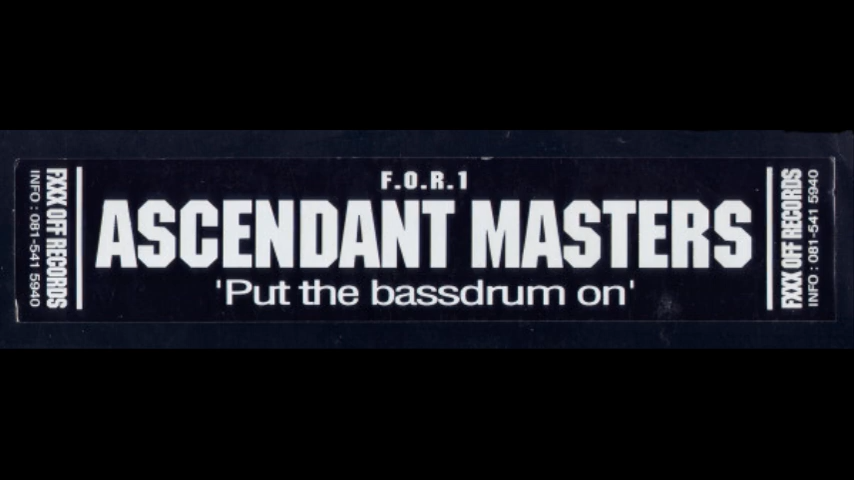 F.O.R.1
ASCENDANT MASTERS
'Put the bassdrum on'
FXXX OFF RECORDS
INFO : 081-541 5940
FXXX OFF RECORDS
INFO : 081-541 5940